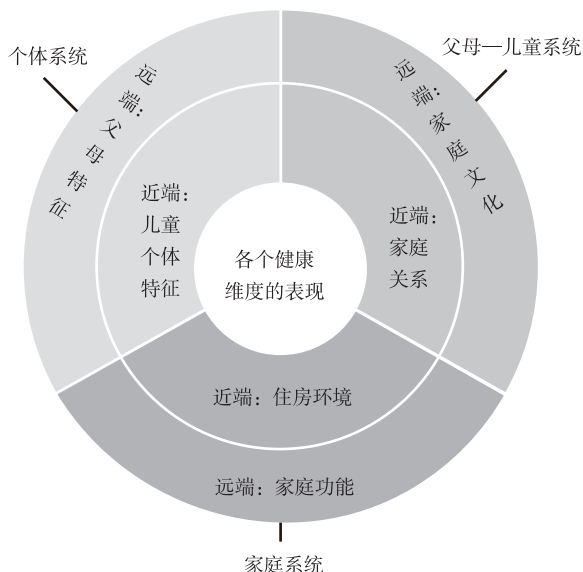 个体系统
父母—儿童系统
远端：父母特征
远端：家庭文化
近端：
儿童
个体
特征
近端：
家庭
关系
各个健康
维度的表现
近端：住房环境
远端：家庭功能
家庭系统